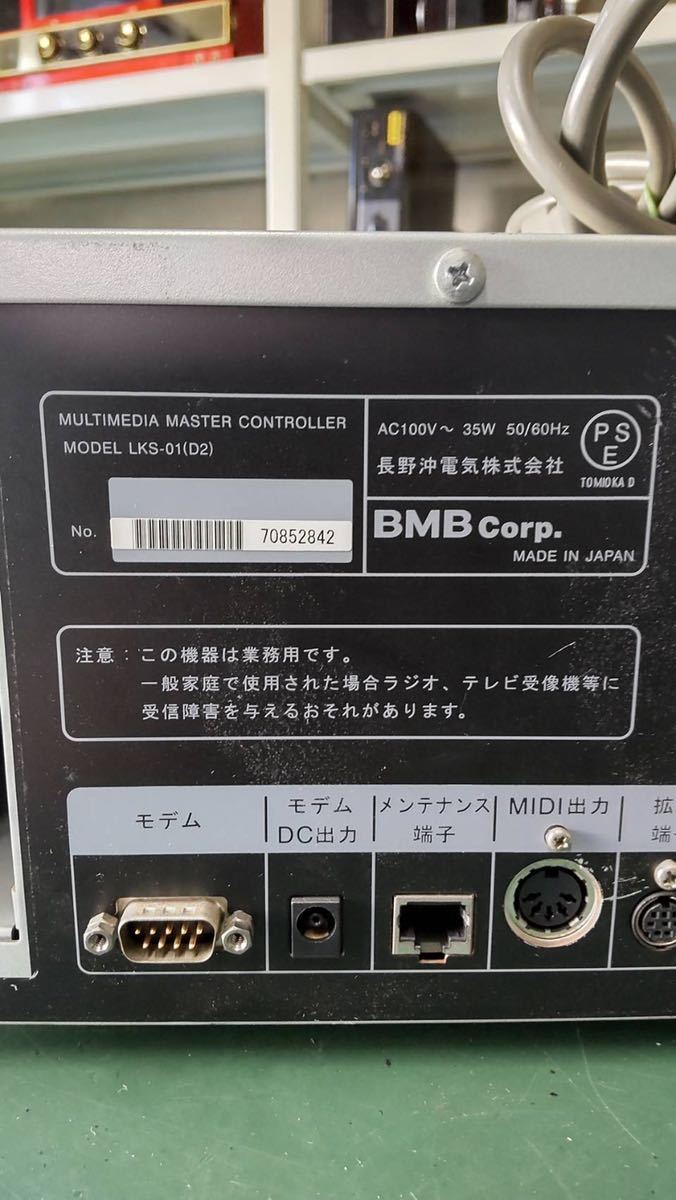 MULTIMEDIA MASTER CONTROLLER
MODEL LKS-01(D2)
No. 70852842
AC100V～ 35W 50/60Hz
長野沖電気株式会社
PSE
TOMIOKA D
BMB Corp.
MADE IN JAPAN
注意：この機器は業務用です。
一般家庭で使用された場合ラジオ、テレビ受像機等に
受信障害を与えるおそれがあります。
モデム
モデム
DC出力
メンテナンス
端子
MIDI出力
拡
端